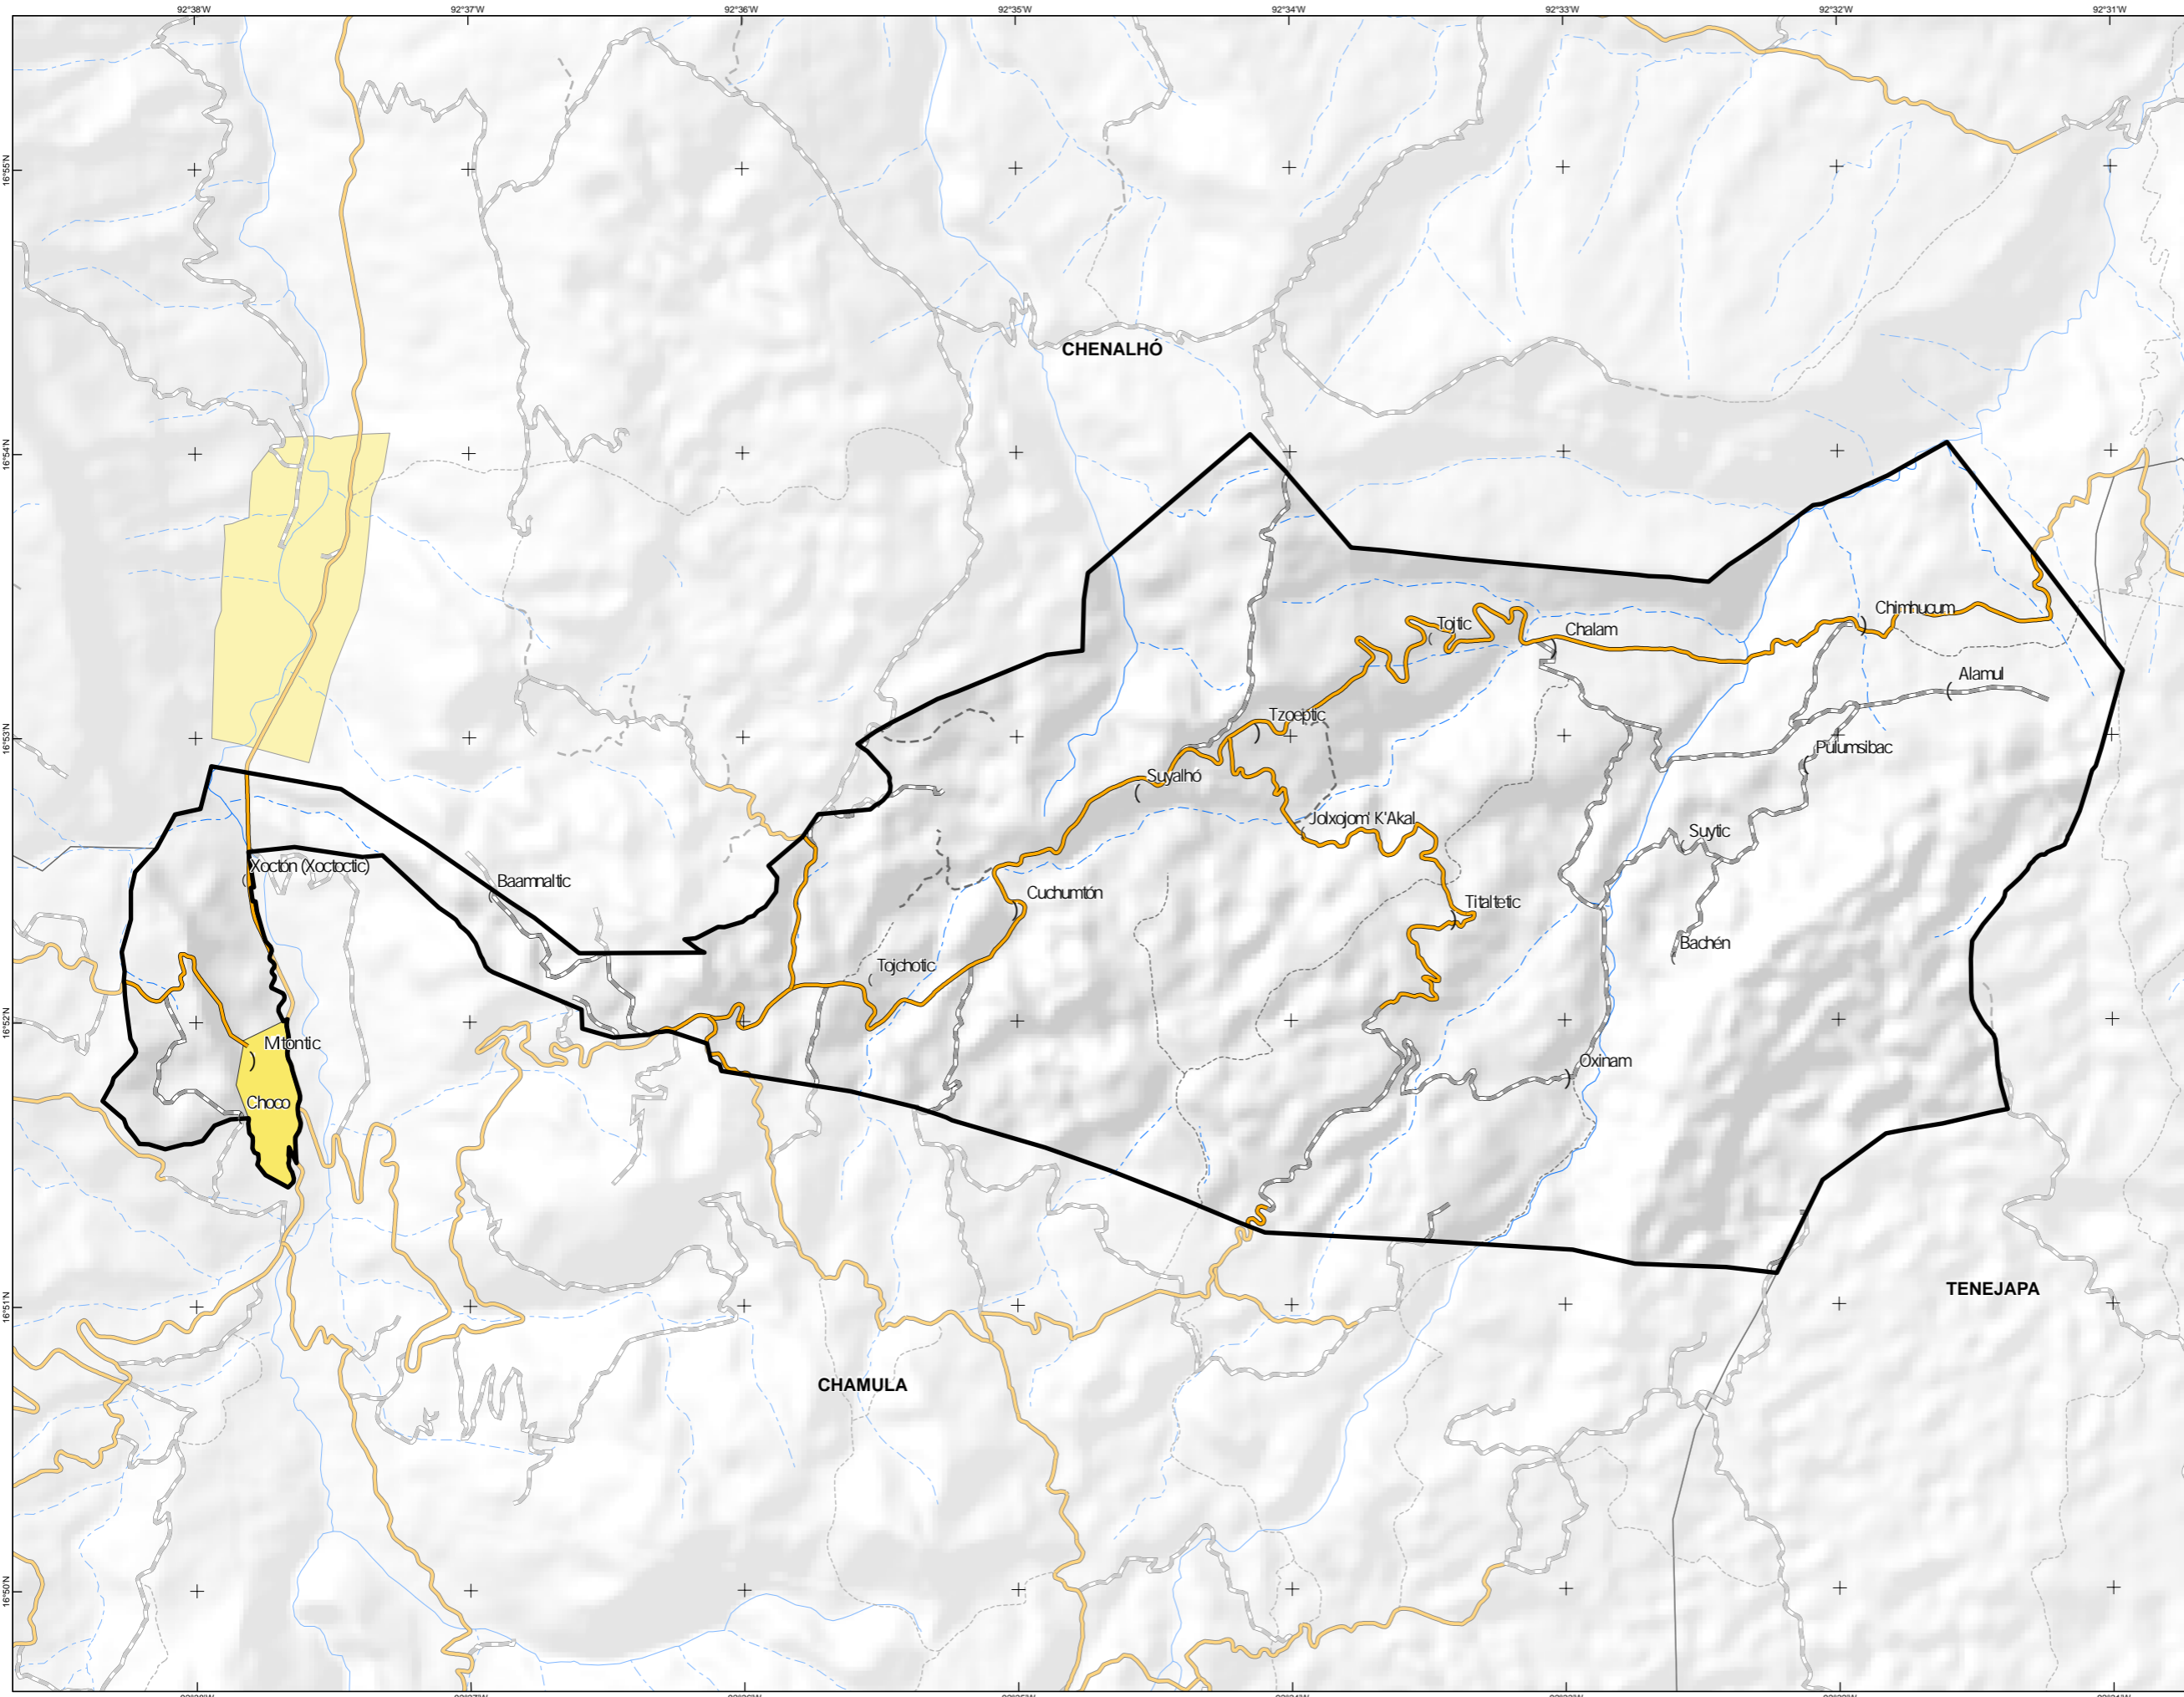 92°38'W 92°37'W 92°36'W 92°35'W 92°34'W 92°33'W 92°32'W 92°31'W
16°55'N
CHENALHÓ
16°54'N
Chimhucum
Tojtic
Chalam
Alamul
Tzoeptic
16°53'N
Pulumsibac
Suyalhó
Jolxojom' K'Akal
Suytic
Xoctón (Xoctoctic)
Baamnaltic
Cuchumtón
Titaltetic
Bachén
Tojchotic
16°52'N
Mitontic
Oxinam
Choco
TENEJAPA
16°51'N
CHAMULA
16°50'N